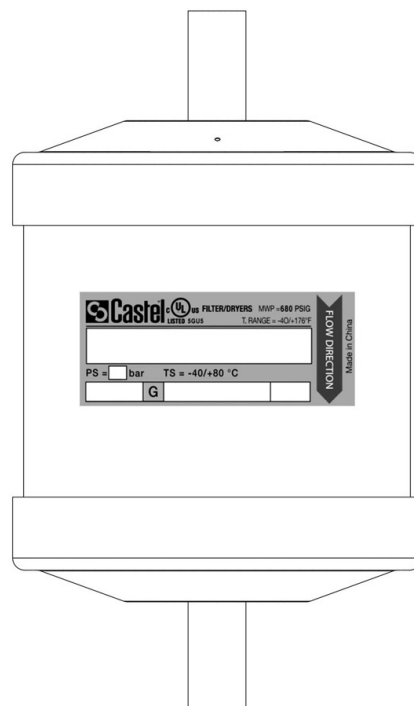 Castel c UL us FILTER/DRYERS MWP =680 PSIG
LISTED SGUS T. RANGE = -40/+176°F
PS = bar TS = -40/+80 °C
G
FLOW DIRECTION
Made in China